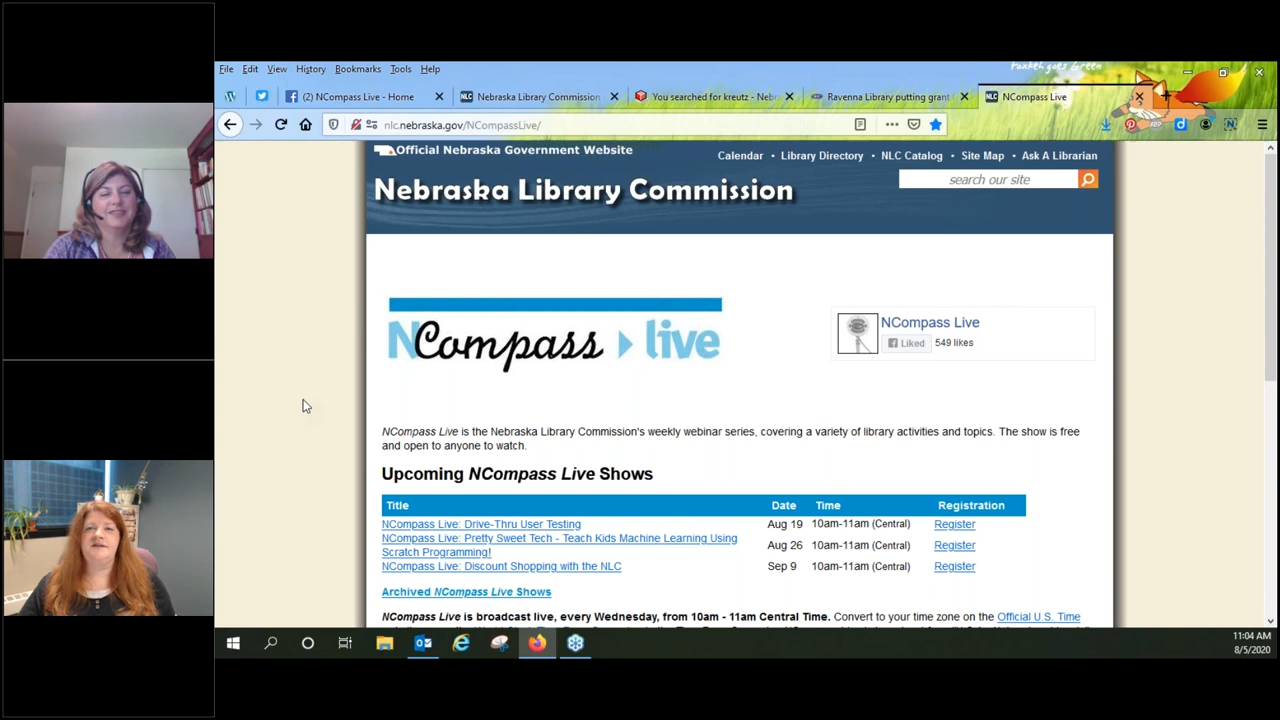 Foxkeh goes Green
File Edit View History Bookmarks Tools Help
(2) NCompass Live - Home
Nebraska Library Commission
You searched for kreutz - Neb
Ravenna Library putting grant
NCompass Live
nlc.nebraska.gov/NCompassLive/
Official Nebraska Government Website
Calendar • Library Directory • NLC Catalog • Site Map • Ask A Librarian
Nebraska Library Commission
search our site
NCompass live
NCompass Live
Liked 549 likes
NCompass Live is the Nebraska Library Commission's weekly webinar series, covering a variety of library activities and topics. The show is free
and open to anyone to watch.
Upcoming NCompass Live Shows
Title Date Time Registration
NCompass Live: Drive-Thru User Testing Aug 19 10am-11am (Central) Register
NCompass Live: Pretty Sweet Tech - Teach Kids Machine Learning Using
Scratch Programming! Aug 26 10am-11am (Central) Register
NCompass Live: Discount Shopping with the NLC Sep 9 10am-11am (Central) Register
Archived NCompass Live Shows
NCompass Live is broadcast live, every Wednesday, from 10am - 11am Central Time. Convert to your time zone on the Official U.S. Time
11:04 AM
8/5/2020